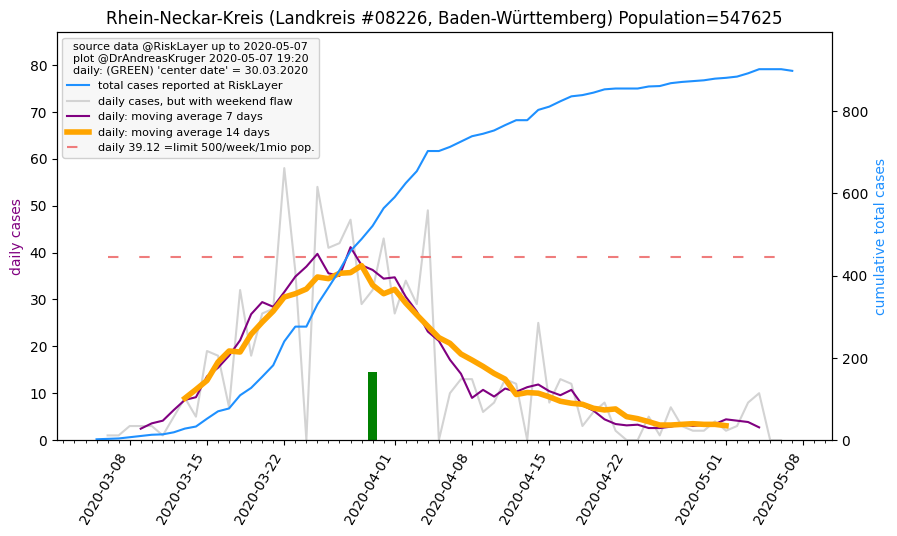 Rhein-Neckar-Kreis (Landkreis #08226, Baden-Württemberg) Population=547625
source data @RiskLayer up to 2020-05-07
plot @DrAndreasKruger 2020-05-07 19:20
daily: (GREEN) 'center date' = 30.03.2020
total cases reported at RiskLayer
daily cases, but with weekend flaw
daily: moving average 7 days
daily: moving average 14 days
daily 39.12 =limit 500/week/1mio pop.
daily cases
80
70
60
50
40
30
20
10
0
cumulative total cases
800
600
400
200
0
2020-03-08
2020-03-15
2020-03-22
2020-04-01
2020-04-08
2020-04-15
2020-04-22
2020-05-01
2020-05-08